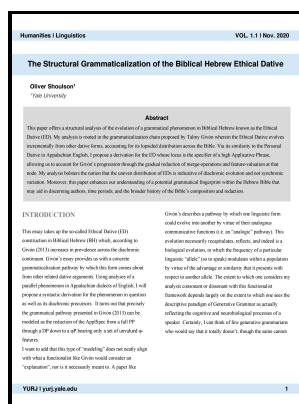 Humanities | Linguistics
VOL. 1.1 | Nov. 2020
The Structural Grammaticalization of the Biblical Hebrew Ethical Dative
Oliver Shoulson¹
¹Yale University
Abstract
This paper offers a structural analysis of the evolution of a grammatical phenomenon in Biblical Hebrew known as the Ethical
Dative (ED). My analysis is rooted in the grammaticalization chain proposed by Talmy Givón wherein the Ethical Dative evolves
incrementally from other dative forms, accounting for its lopsided distribution across the Bible. Via its similarity to the Personal
Dative in Appalachian English, I propose a derivation for the ED whose locus is the specifier of a high Applicative Phrase,
allowing us to account for Givón's progression through the gradual reduction of merge-operations and feature-valuation at that
node. My analysis bolsters the notion that the uneven distribution of EDs is indicative of diachronic evolution and not synchronic
variation. Moreover, this paper enhances our understanding of a potential grammatical fingerprint within the Hebrew Bible that
may aid in discerning authors, time periods, and the broader history of the Bible's composition and redaction.
INTRODUCTION
This essay takes up the so-called Ethical Dative (ED)
construction in Biblical Hebrew (BH) which, according to
Givón (2013) increases in prevalence across the diachronic
continuum. Givón's essay provides us with a concrete
grammaticalization pathway by which this form comes about
from other related dative arguments. Using analyses of a
parallel phenomenon in Appalachian dialects of English, I will
propose a syntactic derivation for the phenomenon in question
as well as its diachronic precursors. It turns out that precisely
the grammatical pathway presented in Givón (2013) can be
modeled as the reduction of the ApplSpec from a full PP
through a DP down to a φP bearing only a set of unvalued φ-
features.
I want to add that this type of "modeling" does not neatly align
with what a functionalist like Givón would consider an
"explanation", nor is it necessarily meant to. A paper like
Givón's describes a pathway by which one linguistic form
could evolve into another by virtue of their analogous
communicative functions (i.e. an "analogic" pathway). This
evolution necessarily recapitulates, reflects, and indeed is a
biological evolution, in which the frequency of a particular
linguistic "allele" (so to speak) modulates within a population
by virtue of the advantage or similarity that it presents with
respect to another allele. The extent to which one considers my
analysis consonant or dissonant with this functionalist
framework depends largely on the extent to which one sees the
descriptive paradigm of Generative Grammar as actually
reflecting the cognitive and neurobiological processes of a
speaker. Certainly, I can think of few generative grammarians
who would say that it totally doesn't; though the same cannot
YURJ | yurj.yale.edu
1